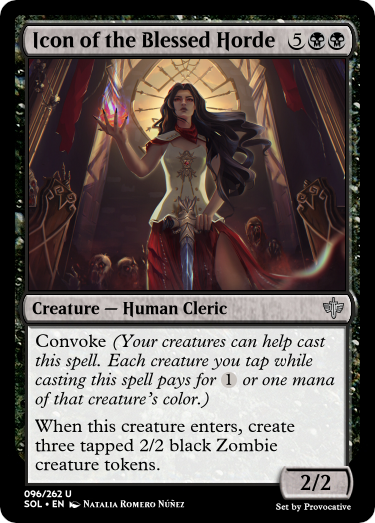 Icon of the Blessed Horde 5
Creature — Human Cleric
Convoke (Your creatures can help cast
this spell. Each creature you tap while
casting this spell pays for 1 or one mana
of that creature's color.)
When this creature enters, create
three tapped 2/2 black Zombie
creature tokens.
2/2
096/262 U
SOL • EN Natalia Romero Núñez
Set by Provocative